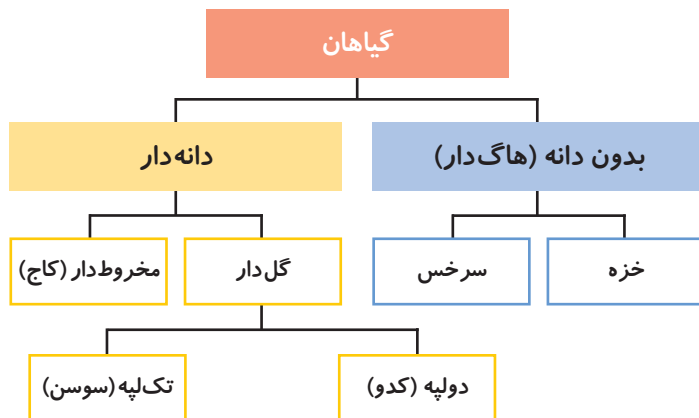 گیاهان
بدون دانه (هاگ‌دار)
دانه‌دار
خزه
سرخس
گل‌دار
مخروط‌دار (کاج)
دولپه (کدو)
تک‌لپه (سوسن)